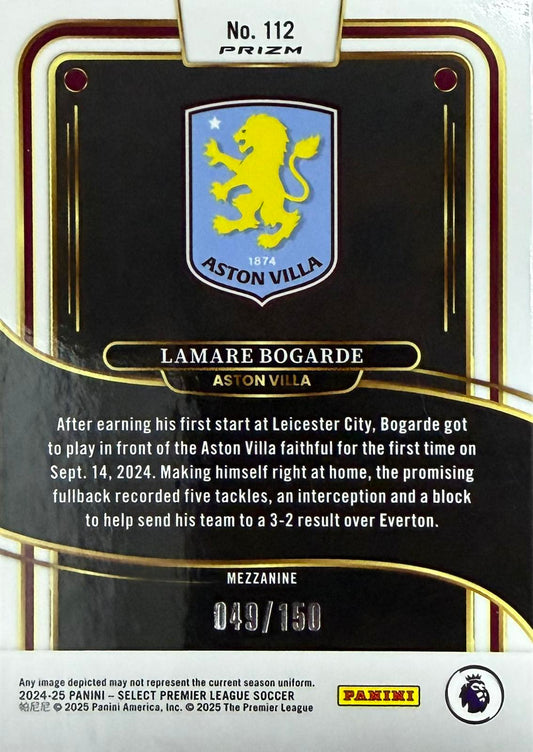 No. 112
PRIZM
1874
ASTON VILLA
LAMARE BOGARDE
ASTON VILLA
After earning his first start at Leicester City, Bogarde got
to play in front of the Aston Villa faithful for the first time on
Sept. 14, 2024. Making himself right at home, the promising
fullback recorded five tackles, an interception and a block
to help send his team to a 3-2 result over Everton.
MEZZANINE
049/150
Any image depicted may not represent the current season uniform.
2024-25 PANINI – SELECT PREMIER LEAGUE SOCCER
帕尼尼 © 2025 Panini America, Inc. © 2025 The Premier League
PANINI